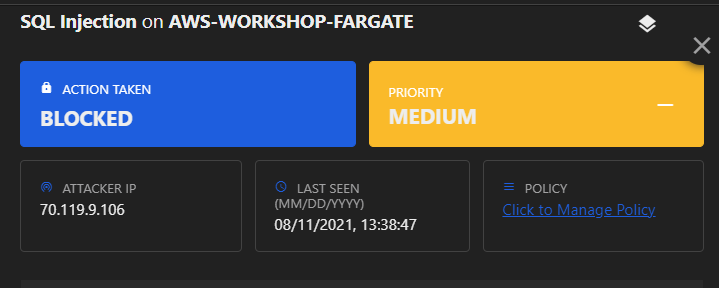 SQL Injection on AWS-WORKSHOP-FARGATE
ACTION TAKEN
BLOCKED
PRIORITY
MEDIUM
ATTACKER IP
70.119.9.106
LAST SEEN
(MM/DD/YYYY)
08/11/2021, 13:38:47
POLICY
Click to Manage Policy